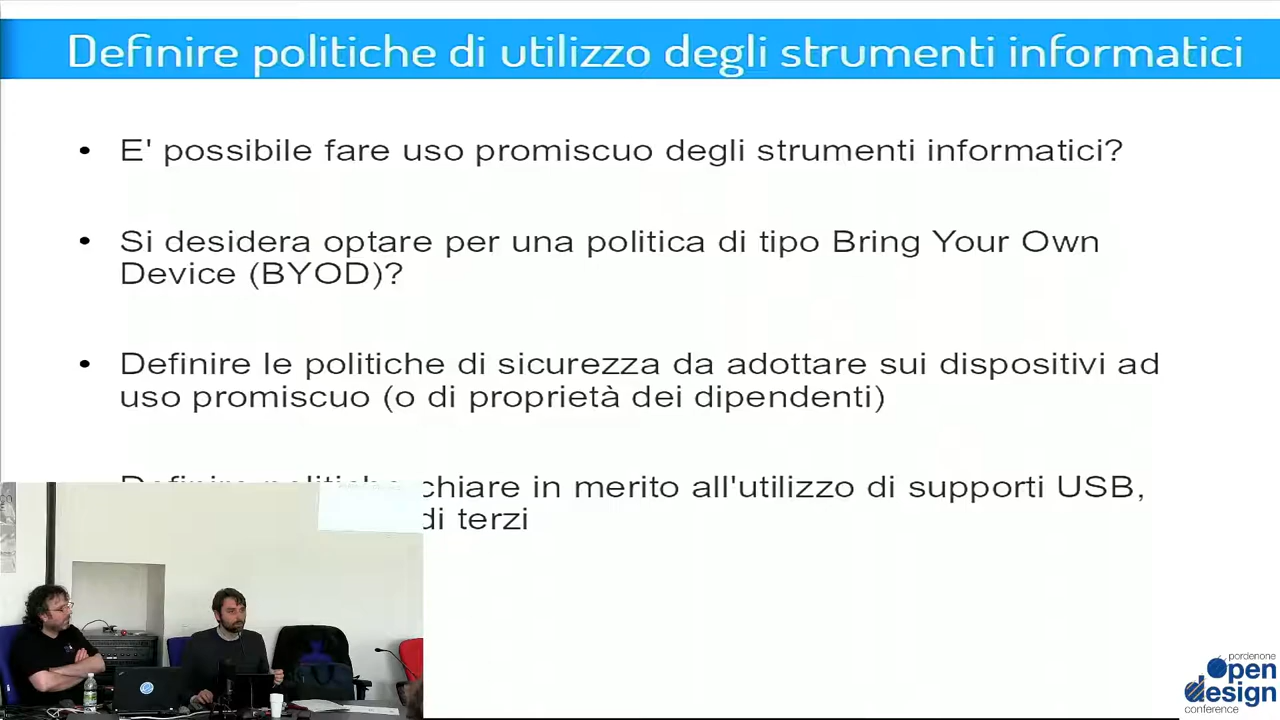 Definire politiche di utilizzo degli strumenti informatici
• E' possibile fare uso promiscuo degli strumenti informatici?
• Si desidera optare per una politica di tipo Bring Your Own
Device (BYOD)?
• Definire le politiche di sicurezza da adottare sui dispositivi ad
uso promiscuo (o di proprietà dei dipendenti)
Definire politiche chiare in merito all'utilizzo di supporti USB,
di terzi
pordenone
open
design
conference